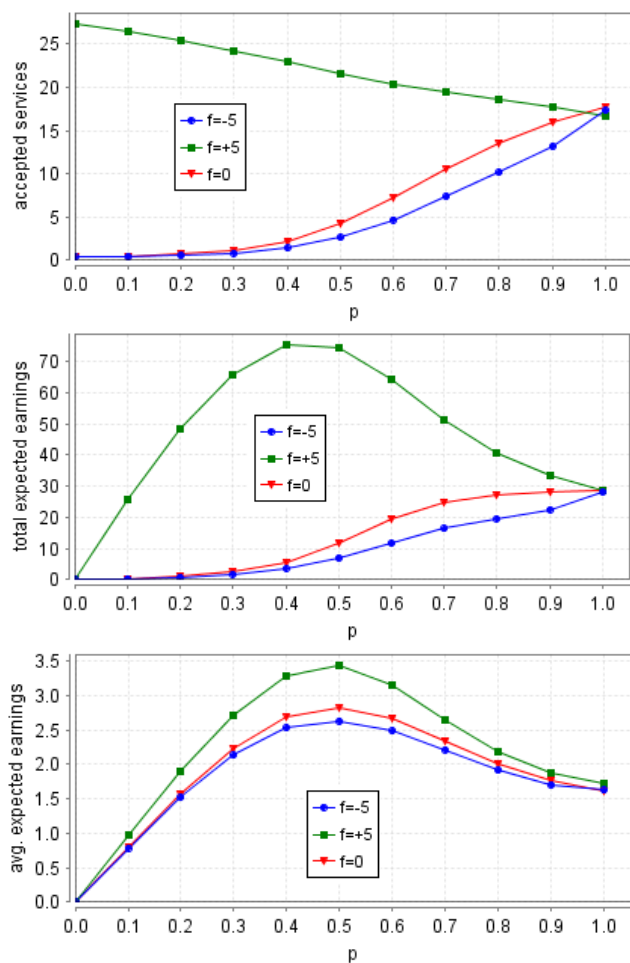 accepted services
25
20
15
10
5
0
f=-5
f=+5
f=0
0.0 0.1 0.2 0.3 0.4 0.5 0.6 0.7 0.8 0.9 1.0
p
total expected earnings
70
60
50
40
30
20
10
0
f=-5
f=+5
f=0
0.0 0.1 0.2 0.3 0.4 0.5 0.6 0.7 0.8 0.9 1.0
p
avg. expected earnings
3.5
3.0
2.5
2.0
1.5
1.0
0.5
0.0
f=-5
f=+5
f=0
0.0 0.1 0.2 0.3 0.4 0.5 0.6 0.7 0.8 0.9 1.0
p